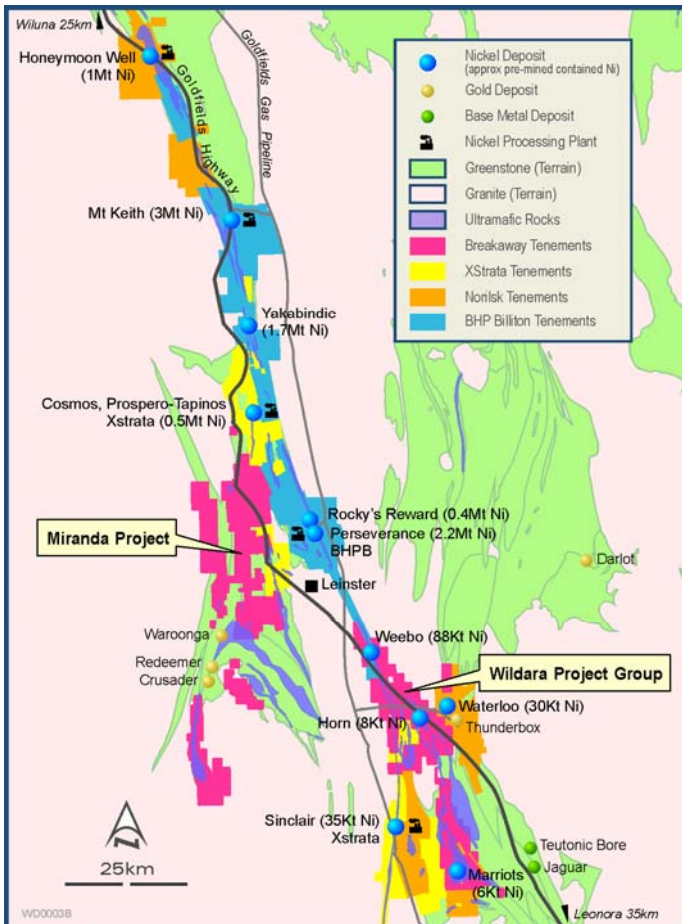 Wiluna 25km
Honeymoon Well
(1Mt Ni)
Goldfields Highway
Goldfields Gas Pipeline
Nickel Deposit
(approx pre-mined contained Ni)
Gold Deposit
Base Metal Deposit
Nickel Processing Plant
Greenstone (Terrain)
Granite (Terrain)
Ultramafic Rocks
Breakaway Tenements
XStrata Tenements
Norilsk Tenements
BHP Billiton Tenements
Mt Keith (3Mt Ni)
Yakabindie
(1.7Mt Ni)
Cosmos, Prospero-Tapinos
Xstrata (0.5Mt Ni)
Rocky's Reward (0.4Mt Ni)
Perseverance (2.2Mt Ni)
BHPB
Miranda Project
Leinster
Darlot
Waroonga
Weebo (88Kt Ni)
Redeemer
Crusader
Wildara Project Group
Waterloo (30Kt Ni)
Horn (8Kt Ni)
Thunderbox
Sinclair (35Kt Ni)
Xstrata
Teutonic Bore
Jaguar
Marriots
(6Kt Ni)
N
25km
Leonora 35km
WD0003B